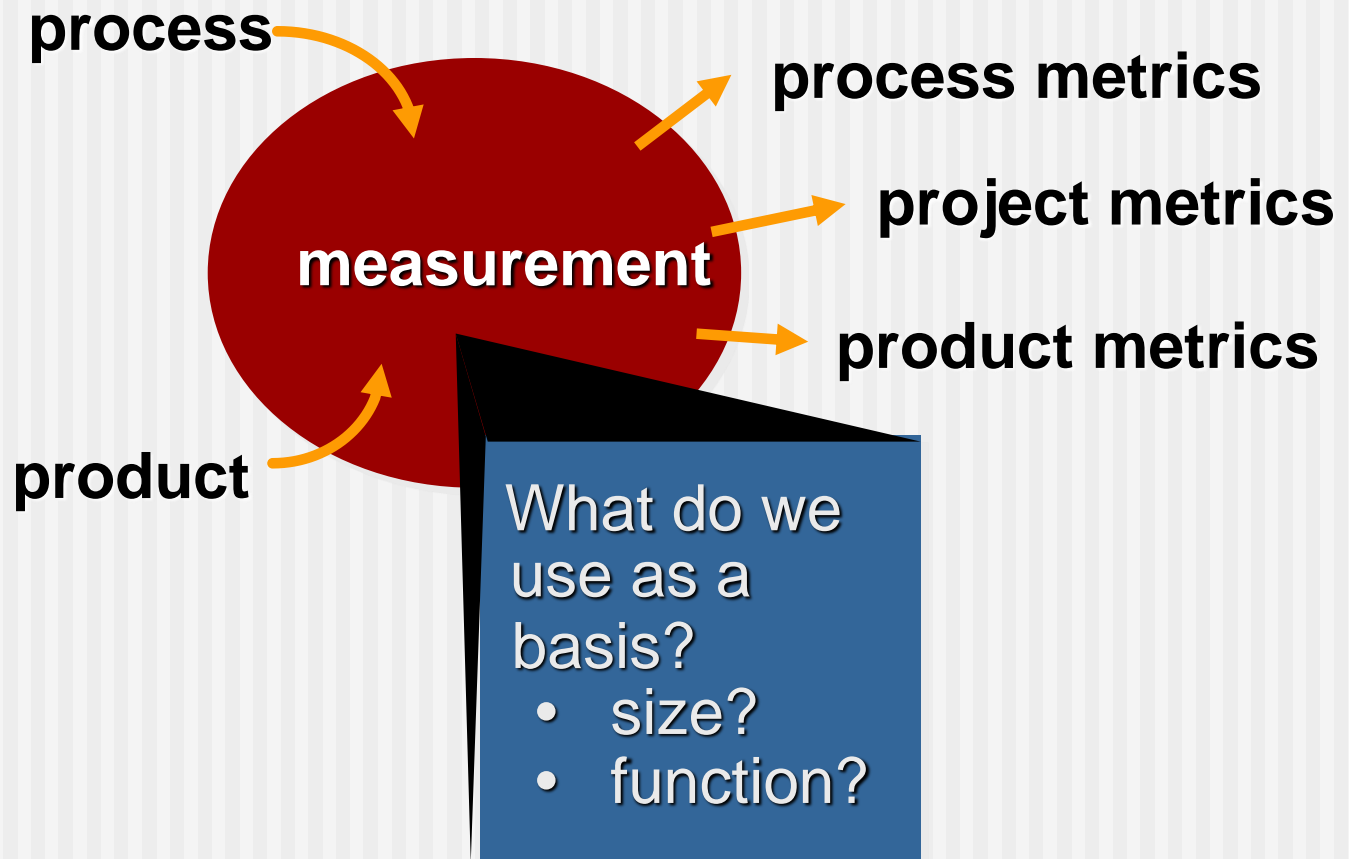 process
process metrics
project metrics
measurement
product metrics
product
What do we
use as a
basis?
• size?
• function?